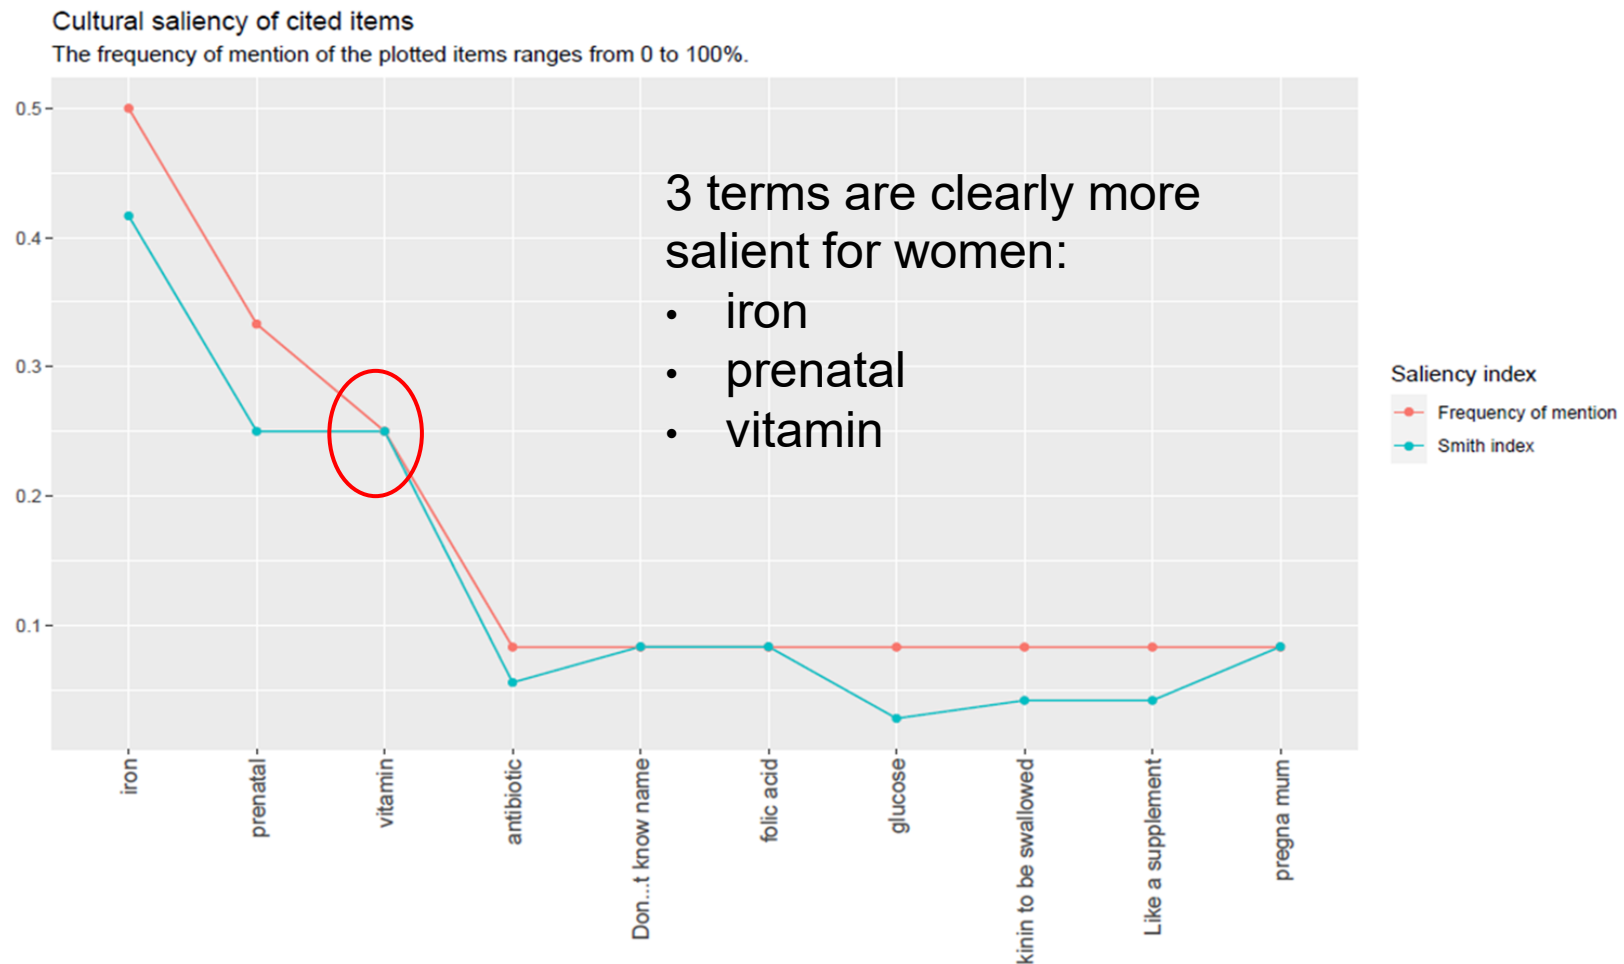 Cultural saliency of cited items
The frequency of mention of the plotted items ranges from 0 to 100%.
0.5
0.4
0.3
0.2
0.1
3 terms are clearly more
salient for women:
• iron
• prenatal
• vitamin
Saliency index
Frequency of mention
Smith index
iron
prenatal
vitamin
antibiotic
Don...t know name
folic acid
glucose
kinin to be swallowed
Like a supplement
pregna mum